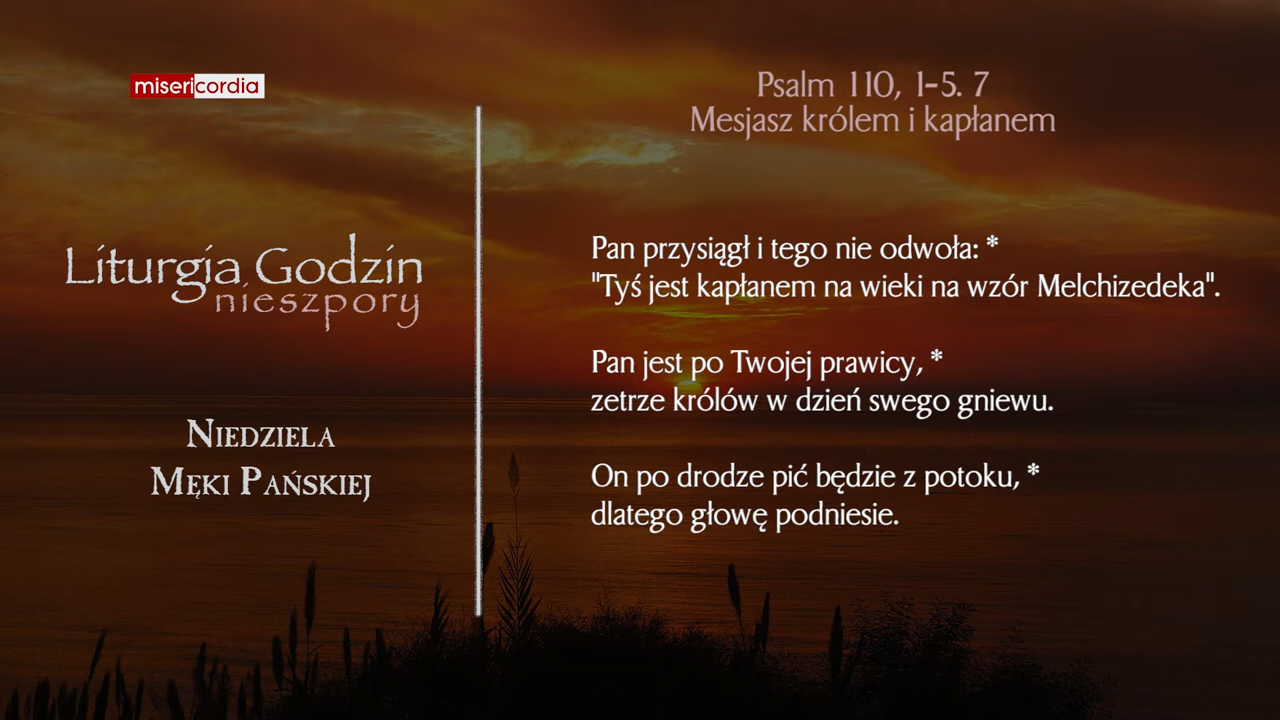 misericordia
Liturgia Godzin
nieszpory
Niedziela
Męki Pańskiej
Psalm 110, 1-5. 7
Mesjasz królem i kapłanem
Pan przysiągł i tego nie odwoła: *
"Tyś jest kapłanem na wieki na wzór Melchizedeka".
Pan jest po Twojej prawicy, *
zetrze królów w dzień swego gniewu.
On po drodze pić będzie z potoku, *
dlatego głowę podniesie.